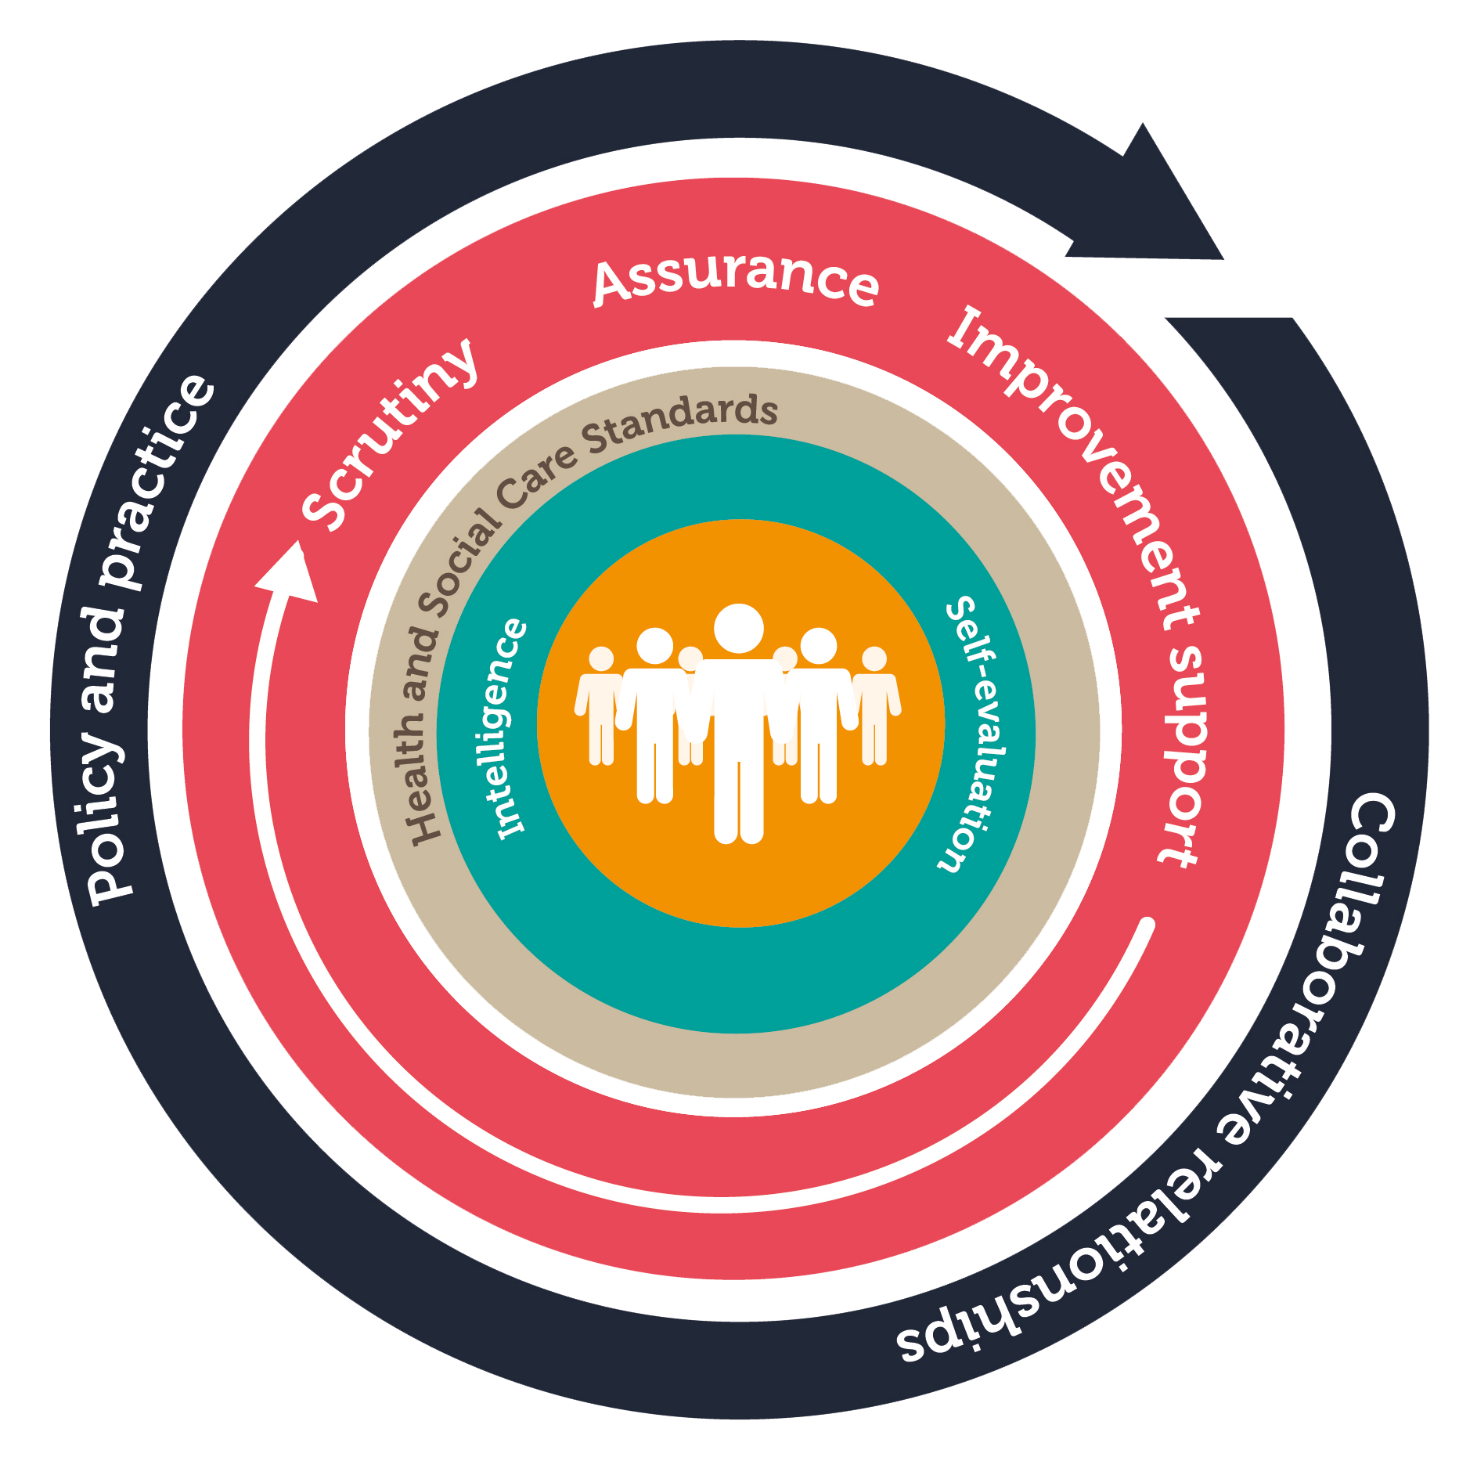 Policy and practice
Collaborative relationships
Scrutiny
Assurance
Improvement support
Health and Social Care Standards
Intelligence
Self-evaluation